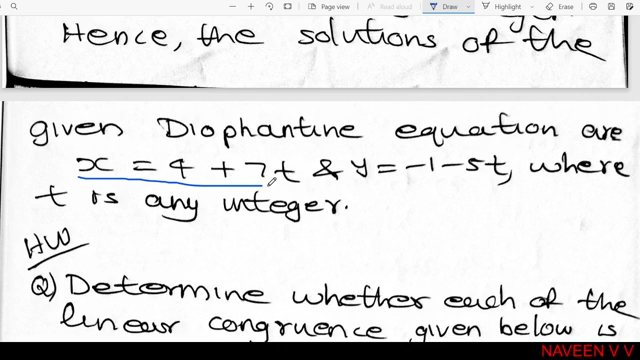 Page view
Read aloud
Draw
Highlight
Erase
Hence, the solutions of the
given Diophantine equation are
x = 4 + 7t & y = -1-5t, where
t is any integer.
HW
Q) Determine whether each of the
linear congruence given below is
NAVEEN V V